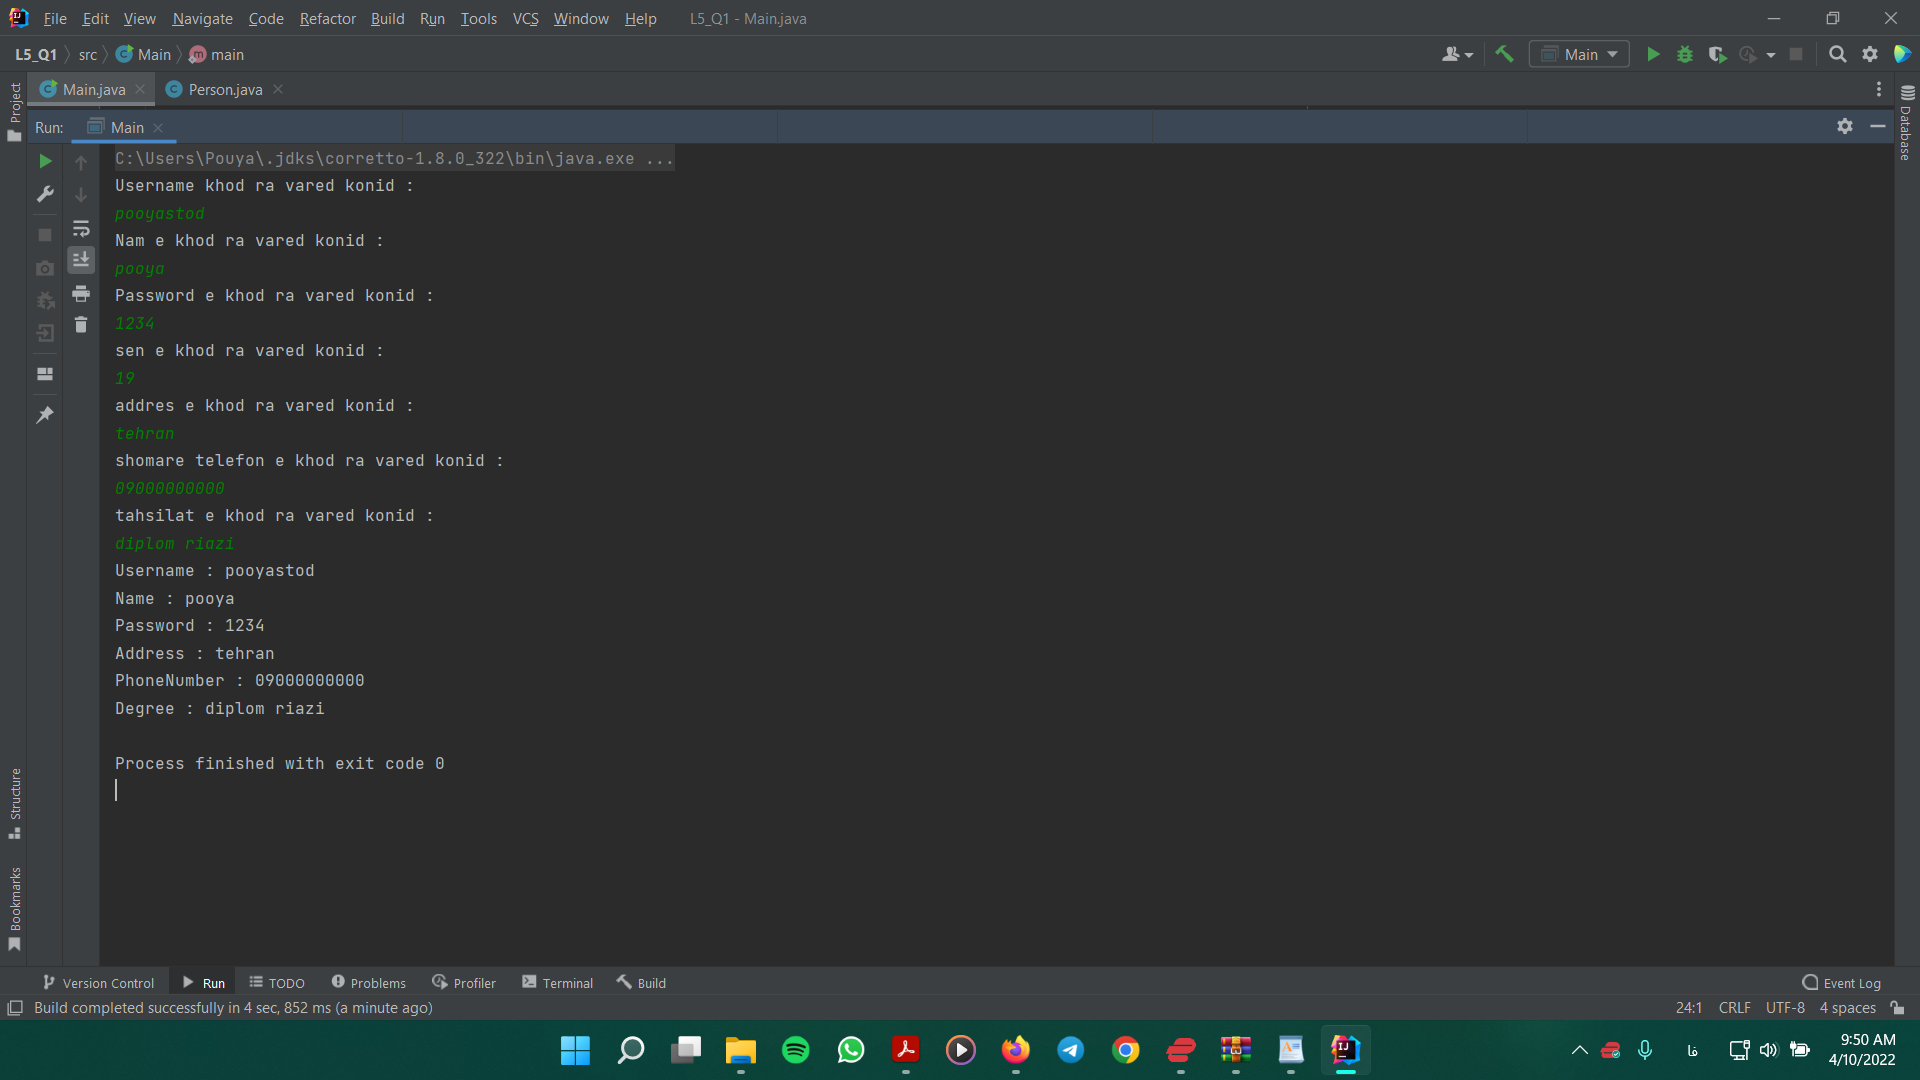 File Edit View Navigate Code Refactor Build Run Tools VCS Window Help L5_Q1 - Main.java
L5_Q1 src Main main Main
Main.java Person.java
Project
Database
Run: Main
C:\Users\Pouya\.jdks\corretto-1.8.0_322\bin\java.exe ...
Username khod ra vared konid :
pooyastod
Nam e khod ra vared konid :
pooya
Password e khod ra vared konid :
1234
sen e khod ra vared konid :
19
addres e khod ra vared konid :
tehran
shomare telefon e khod ra vared konid :
09000000000
tahsilat e khod ra vared konid :
diplom riazi
Username : pooyastod
Name : pooya
Password : 1234
Address : tehran
PhoneNumber : 09000000000
Degree : diplom riazi
Process finished with exit code 0
Structure
Bookmarks
Version Control Run TODO Problems Profiler Terminal Build Event Log
Build completed successfully in 4 sec, 852 ms (a minute ago) 24:1 CRLF UTF-8 4 spaces
فا 9:50 AM
4/10/2022